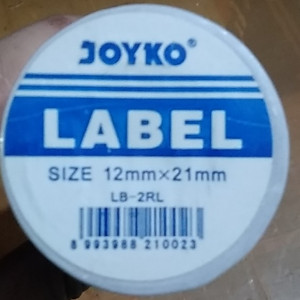 JOYKO®
LABEL
SIZE 12mm×21mm
LB-2RL
8 993988 210023